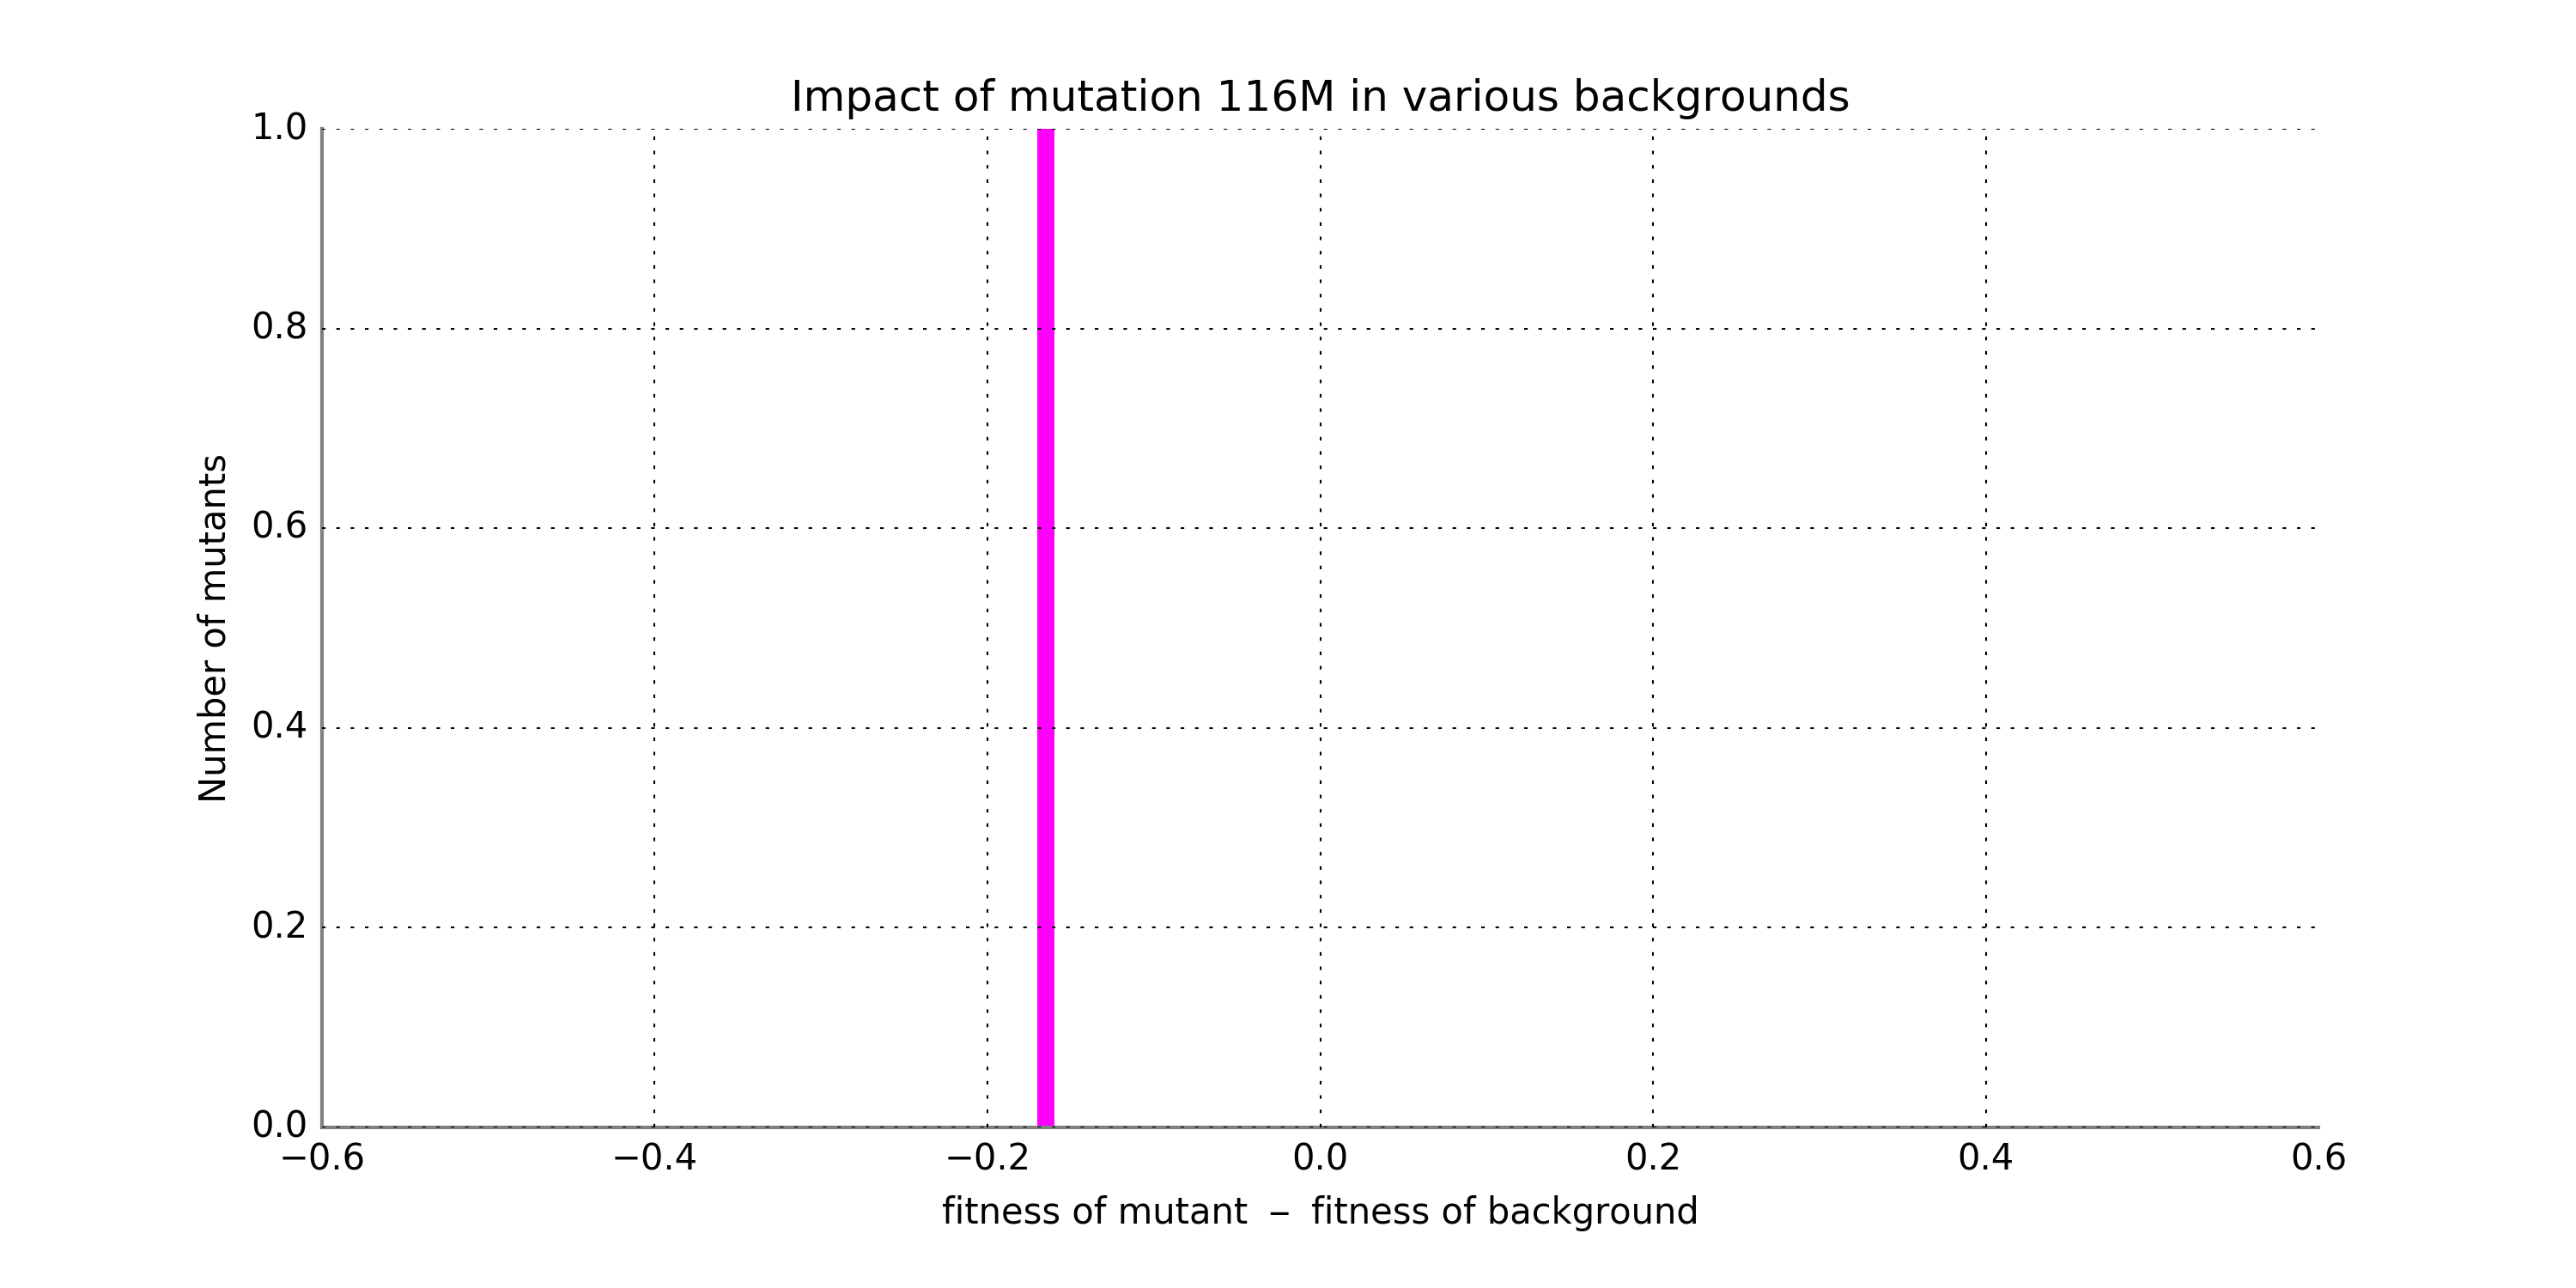 Impact of mutation 116M in various backgrounds
1.0
0.8
0.6
0.4
0.2
0.0
Number of mutants
−0.6 −0.4 −0.2 0.0 0.2 0.4 0.6
fitness of mutant − fitness of background